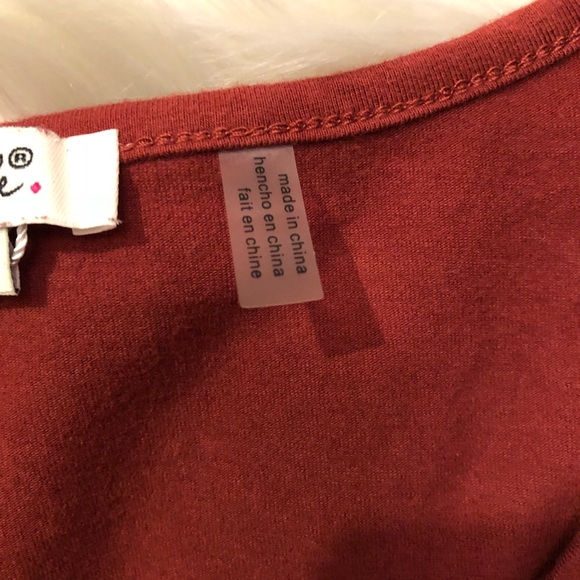 made in china
hencho en china
fait en chine